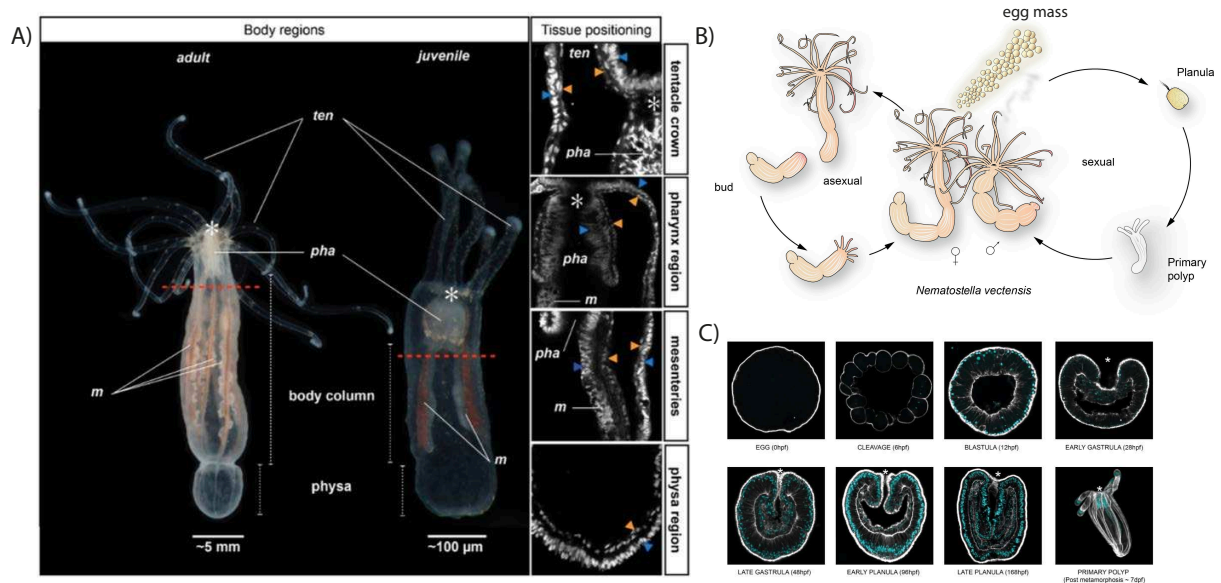 A)
Body regions
Tissue positioning
adult
juvenile
ten
pha
m
body column
m
physa
~5 mm
~100 µm
*
*
ten
*
pha
tentacle crown
*
pha
m
pharynx region
pha
m
mesenteries
physa region
B)
egg mass
Planula
bud
asexual
sexual
♀
♂
Primary
polyp
Nematostella vectensis
C)
*
EGG (0hpf)
CLEAVAGE (6hpf)
BLASTULA (12hpf)
EARLY GASTRULA (28hpf)
*
*
*
*
LATE GASTRULA (48hpf)
EARLY PLANULA (96hpf)
LATE PLANULA (168hpf)
PRIMARY POLYP
(Post metamorphosis ~ 7dpf)